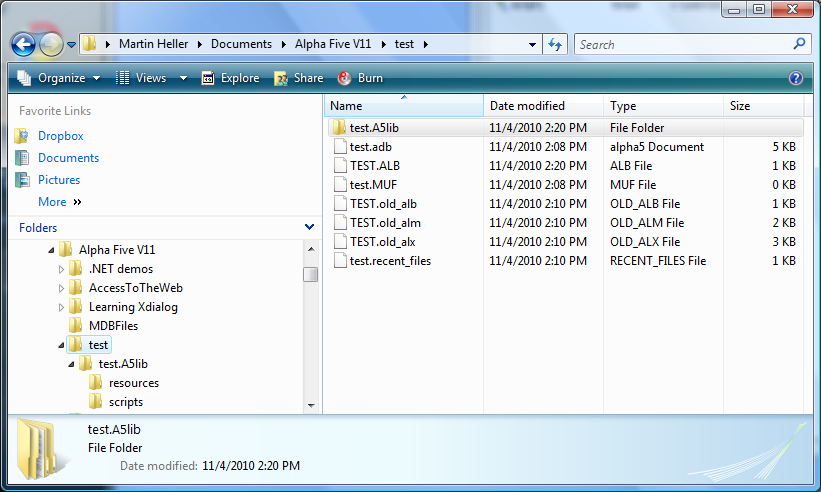 Martin Heller Documents Alpha Five V11 test Search
Organize Views Explore Share Burn
Favorite Links
Dropbox
Documents
Pictures
More »
Folders
Alpha Five V11
.NET demos
AccessToTheWeb
Learning Xdialog
MDBFiles
test
test.A5lib
resources
scripts
Name Date modified Type Size
test.A5lib 11/4/2010 2:20 PM File Folder
test.adb 11/4/2010 2:08 PM alpha5 Document 5 KB
TEST.ALB 11/4/2010 2:20 PM ALB File 1 KB
test.MUF 11/4/2010 2:08 PM MUF File 0 KB
TEST.old_alb 11/4/2010 2:10 PM OLD_ALB File 1 KB
TEST.old_alm 11/4/2010 2:10 PM OLD_ALM File 2 KB
TEST.old_alx 11/4/2010 2:10 PM OLD_ALX File 3 KB
test.recent_files 11/4/2010 2:10 PM RECENT_FILES File 1 KB
test.A5lib
File Folder
Date modified: 11/4/2010 2:20 PM